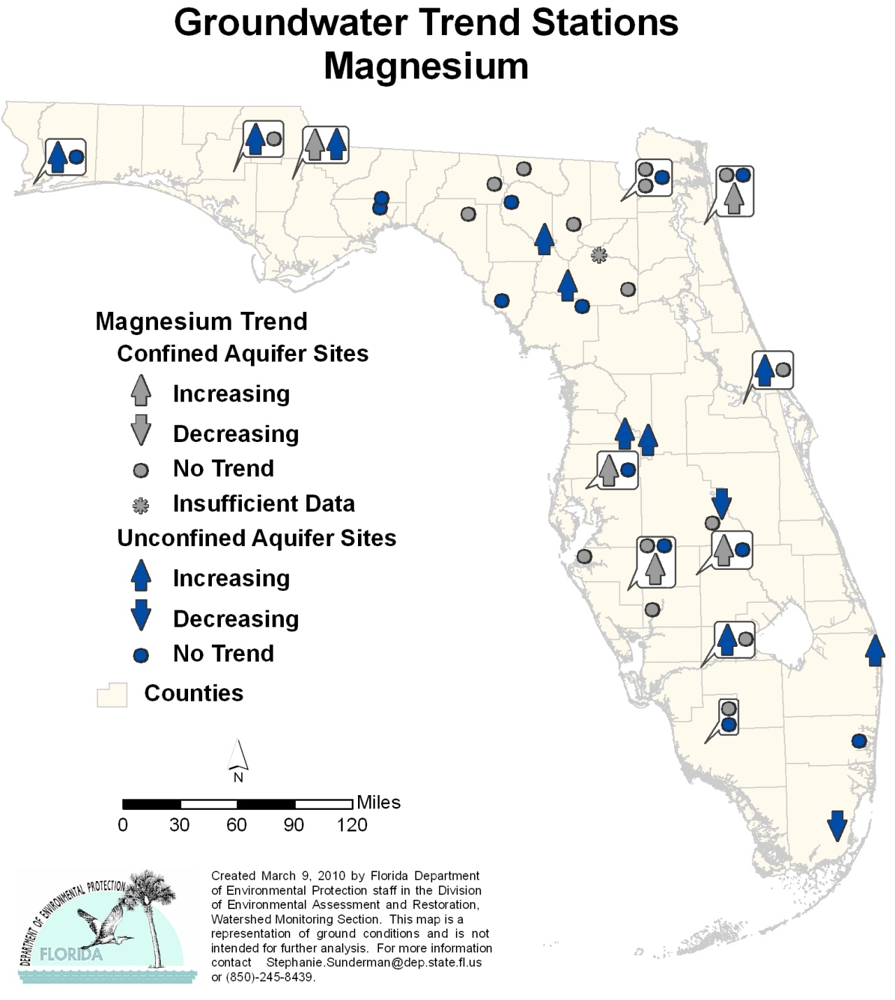 Groundwater Trend Stations
Magnesium
Magnesium Trend
Confined Aquifer Sites
Increasing
Decreasing
No Trend
Insufficient Data
Unconfined Aquifer Sites
Increasing
Decreasing
No Trend
Counties
N
Miles
0 30 60 90 120
DEPARTMENT OF ENVIRONMENTAL PROTECTION
FLORIDA
Created March 9, 2010 by Florida Department
of Environmental Protection staff in the Division
of Environmental Assessment and Restoration,
Watershed Monitoring Section. This map is a
representation of ground conditions and is not
intended for further analysis. For more information
contact Stephanie.Sunderman@dep.state.fl.us
or (850)-245-8439.